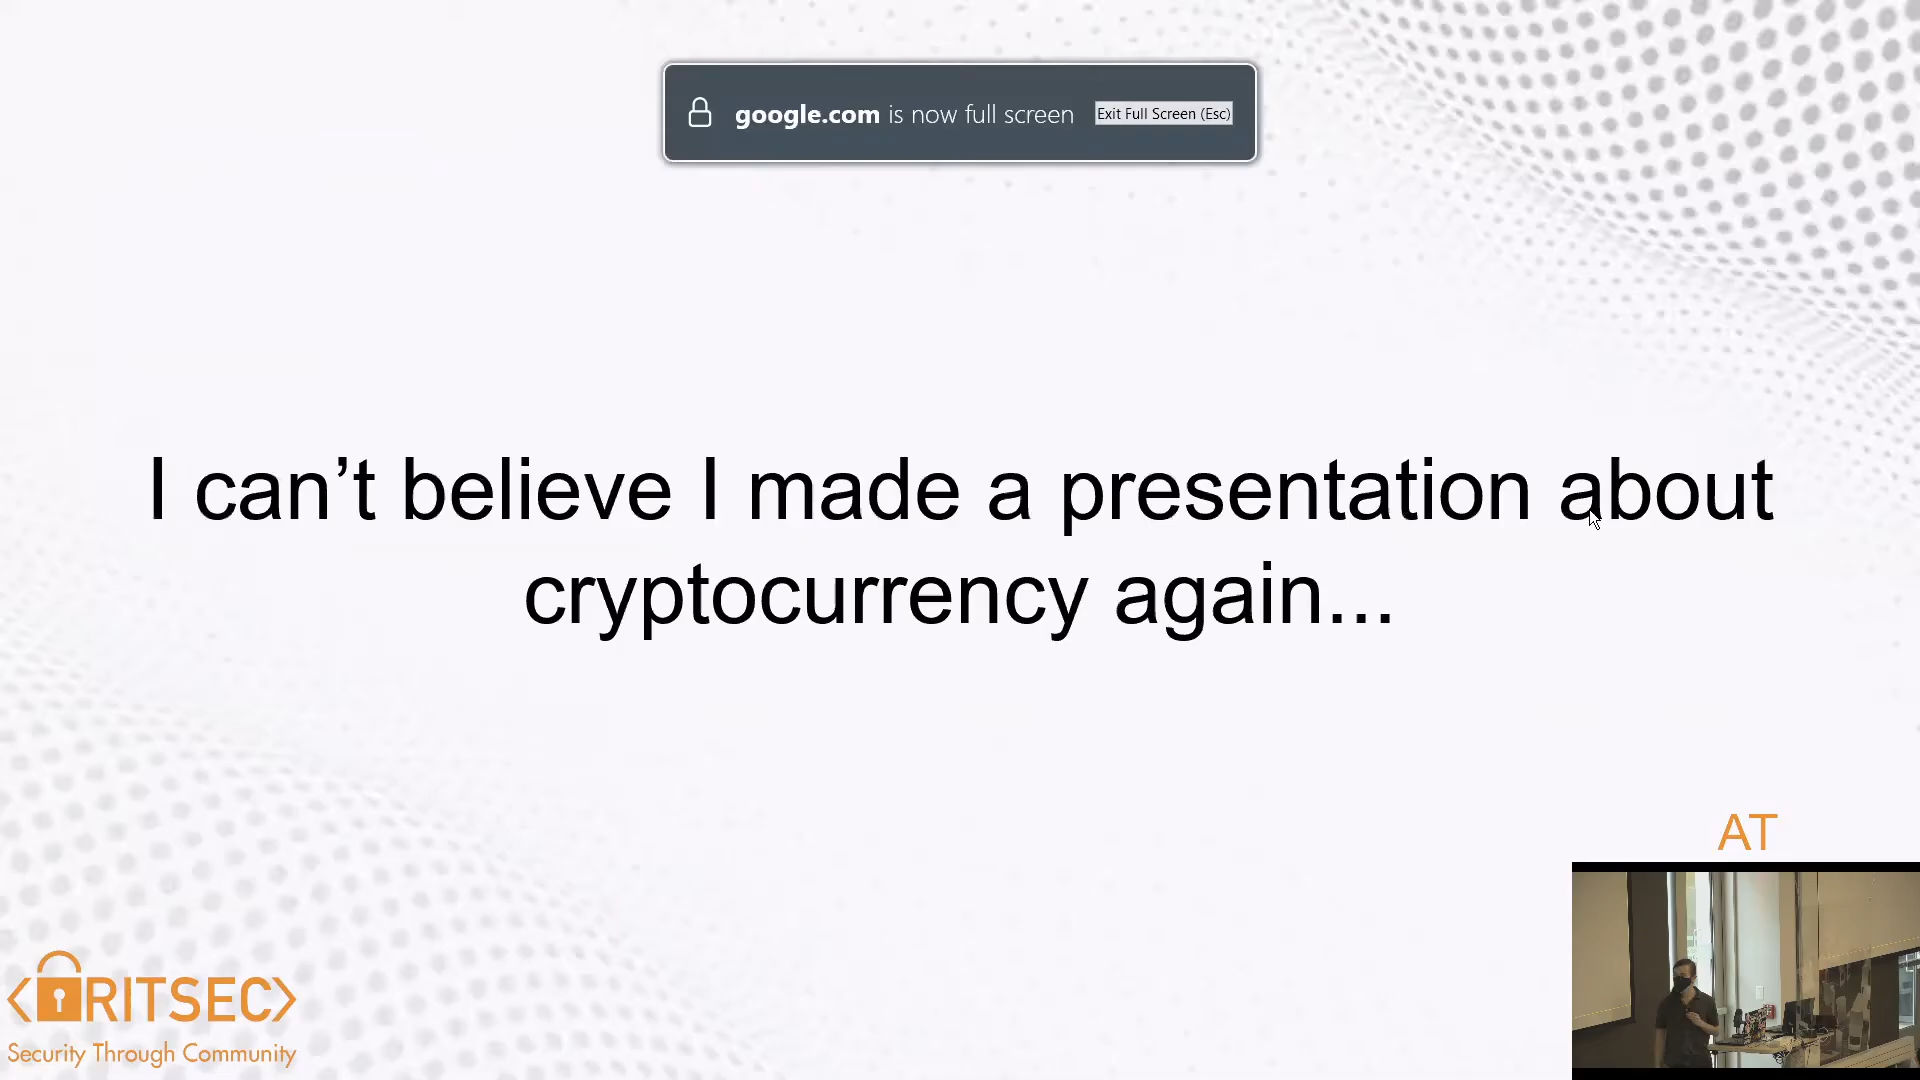 google.com is now full screen Exit Full Screen (Esc)
I can’t believe I made a presentation about
cryptocurrency again...
AT
<RITSEC>
Security Through Community